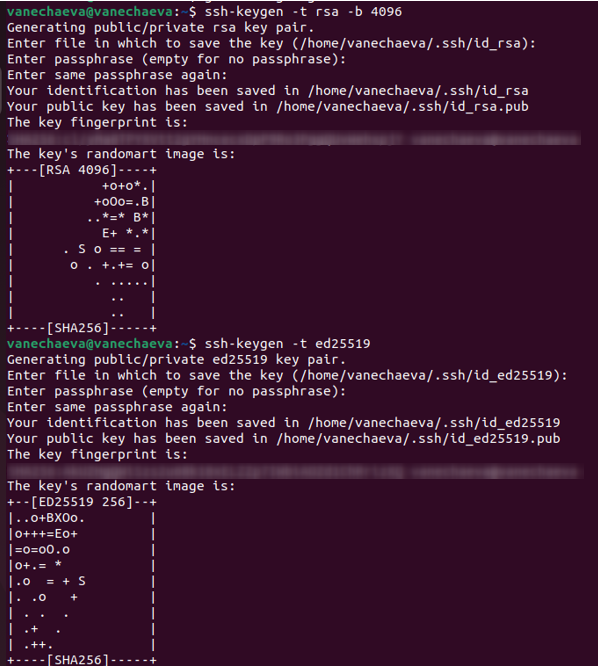 vanechaeva@vanechaeva:~$ ssh-keygen -t rsa -b 4096
Generating public/private rsa key pair.
Enter file in which to save the key (/home/vanechaeva/.ssh/id_rsa):
Enter passphrase (empty for no passphrase):
Enter same passphrase again:
Your identification has been saved in /home/vanechaeva/.ssh/id_rsa
Your public key has been saved in /home/vanechaeva/.ssh/id_rsa.pub
The key fingerprint is:
The key's randomart image is:
+---[RSA 4096]----+
|           +o+o*.|
|          +oOo=.B|
|         ..*=* B*|
|           E+ *.*|
|      . S o == = |
|       o . +.+= o|
|          . .....|
|            ..   |
|            ..   |
+----[SHA256]-----+
vanechaeva@vanechaeva:~$ ssh-keygen -t ed25519
Generating public/private ed25519 key pair.
Enter file in which to save the key (/home/vanechaeva/.ssh/id_ed25519):
Enter passphrase (empty for no passphrase):
Enter same passphrase again:
Your identification has been saved in /home/vanechaeva/.ssh/id_ed25519
Your public key has been saved in /home/vanechaeva/.ssh/id_ed25519.pub
The key fingerprint is:
The key's randomart image is:
+--[ED25519 256]--+
|..o+BXOo.        |
|o+++=Eo+         |
|=o=oO.o          |
|o+.= *           |
|.o  = + S        |
|. .o   +         |
| . .  .          |
| .+  .           |
| .++.            |
+----[SHA256]-----+